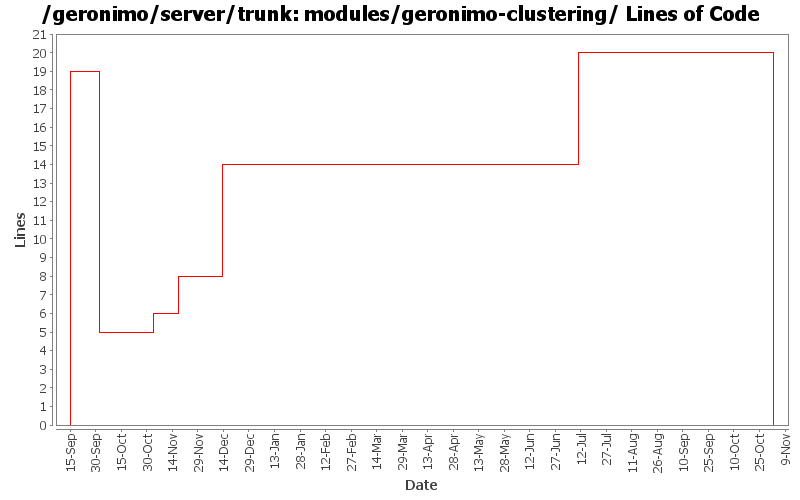 /geronimo/server/trunk: modules/geronimo-clustering/ Lines of Code
21
20
19
18
17
16
15
14
13
12
11
10
9
8
7
6
5
4
3
2
1
0
Lines
15-Sep
30-Sep
15-Oct
30-Oct
14-Nov
29-Nov
14-Dec
29-Dec
13-Jan
28-Jan
12-Feb
27-Feb
14-Mar
29-Mar
13-Apr
28-Apr
13-May
28-May
12-Jun
27-Jun
12-Jul
27-Jul
11-Aug
26-Aug
10-Sep
25-Sep
10-Oct
25-Oct
9-Nov
Date